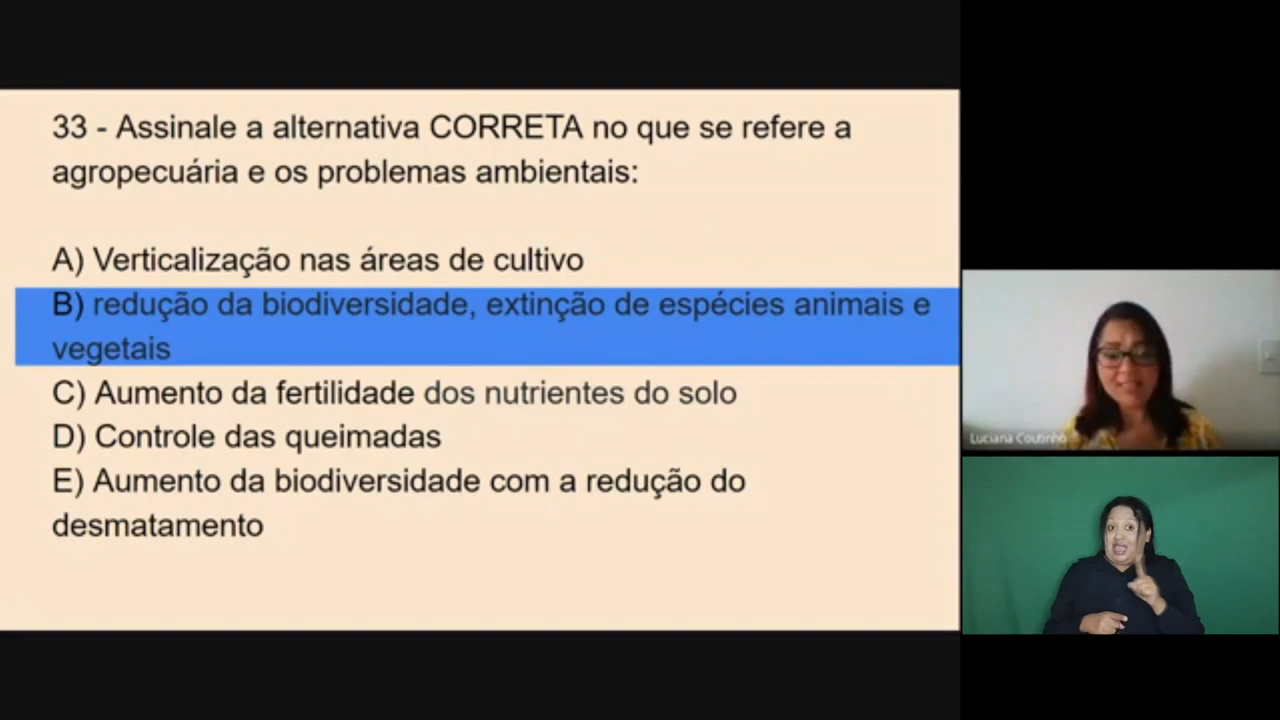 33 - Assinale a alternativa CORRETA no que se refere a
agropecuária e os problemas ambientais:
A) Verticalização nas áreas de cultivo
B) redução da biodiversidade, extinção de espécies animais e
vegetais
C) Aumento da fertilidade dos nutrientes do solo
D) Controle das queimadas
E) Aumento da biodiversidade com a redução do
desmatamento
Luciana Coutinho